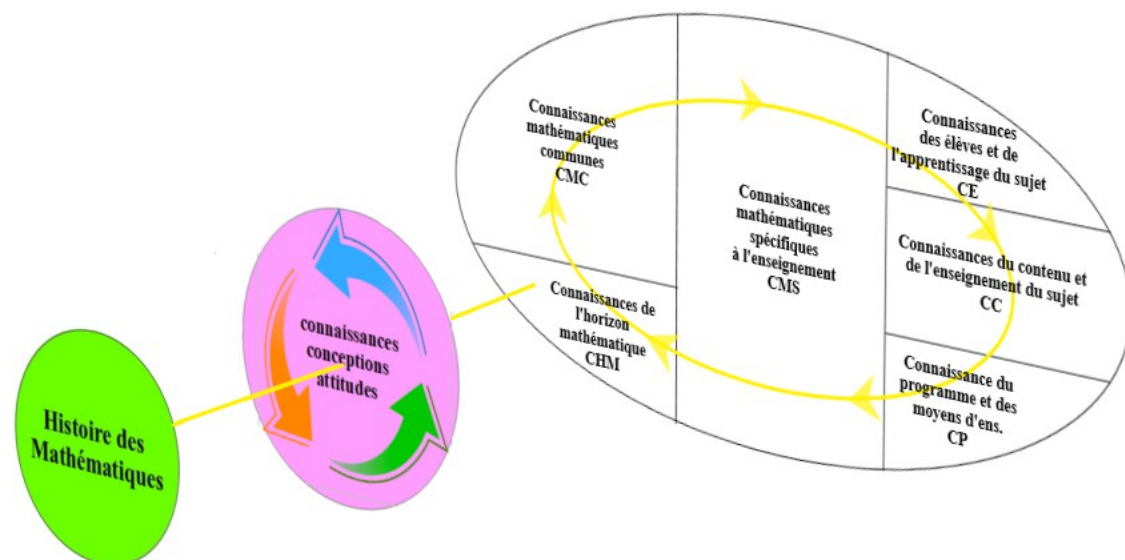 Histoire des
Mathématiques
connaissances
conceptions
attitudes
Connaissances
mathématiques
communes
CMC
Connaissances de
l'horizon
mathématique
CHM
Connaissances
mathématiques
spécifiques
à l'enseignement
CMS
Connaissances
des élèves et de
l'apprentissage du sujet
CE
Connaissances du contenu et
de l'enseignement du sujet
CC
Connaissance du
programme et des
moyens d'ens.
CP